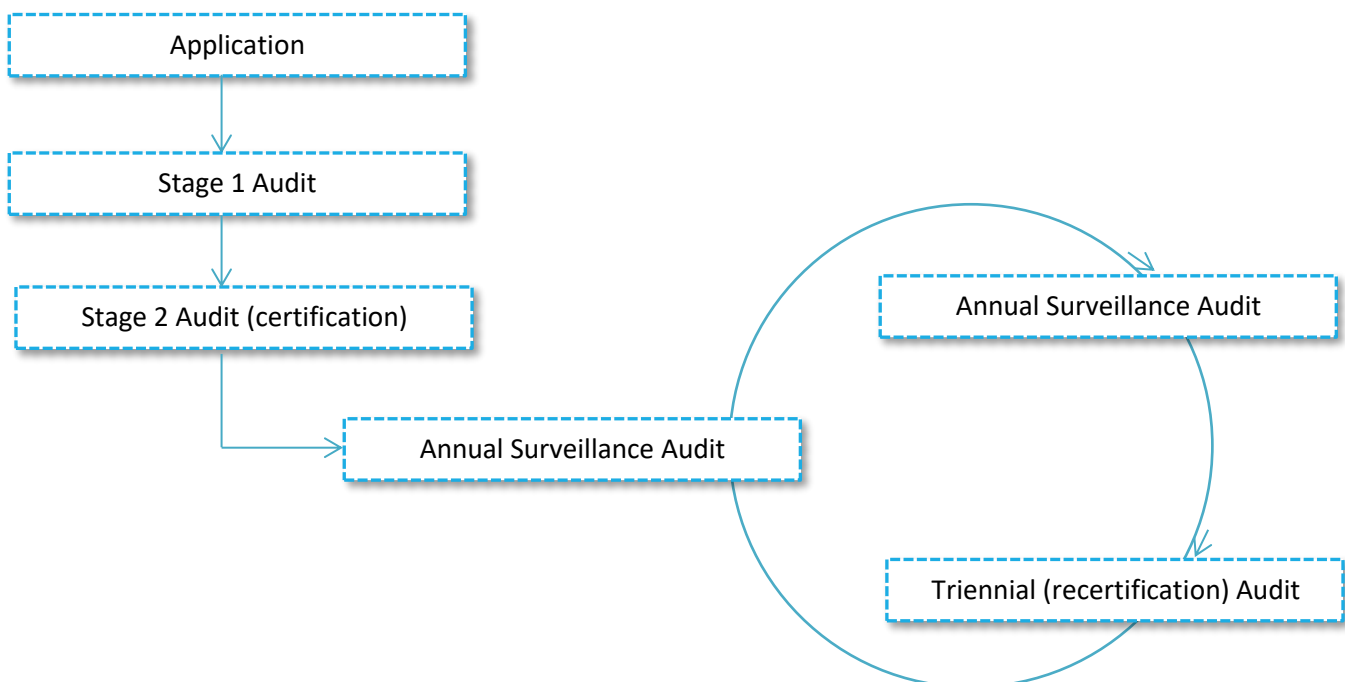 Application
Stage 1 Audit
Stage 2 Audit (certification)
Annual Surveillance Audit
Annual Surveillance Audit
Triennial (recertification) Audit